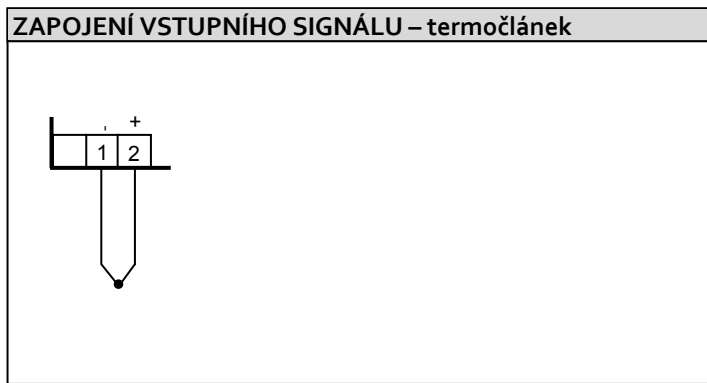 ZAPOJENÍ VSTUPNÍHO SIGNÁLU – termočlánek
- +
1 2